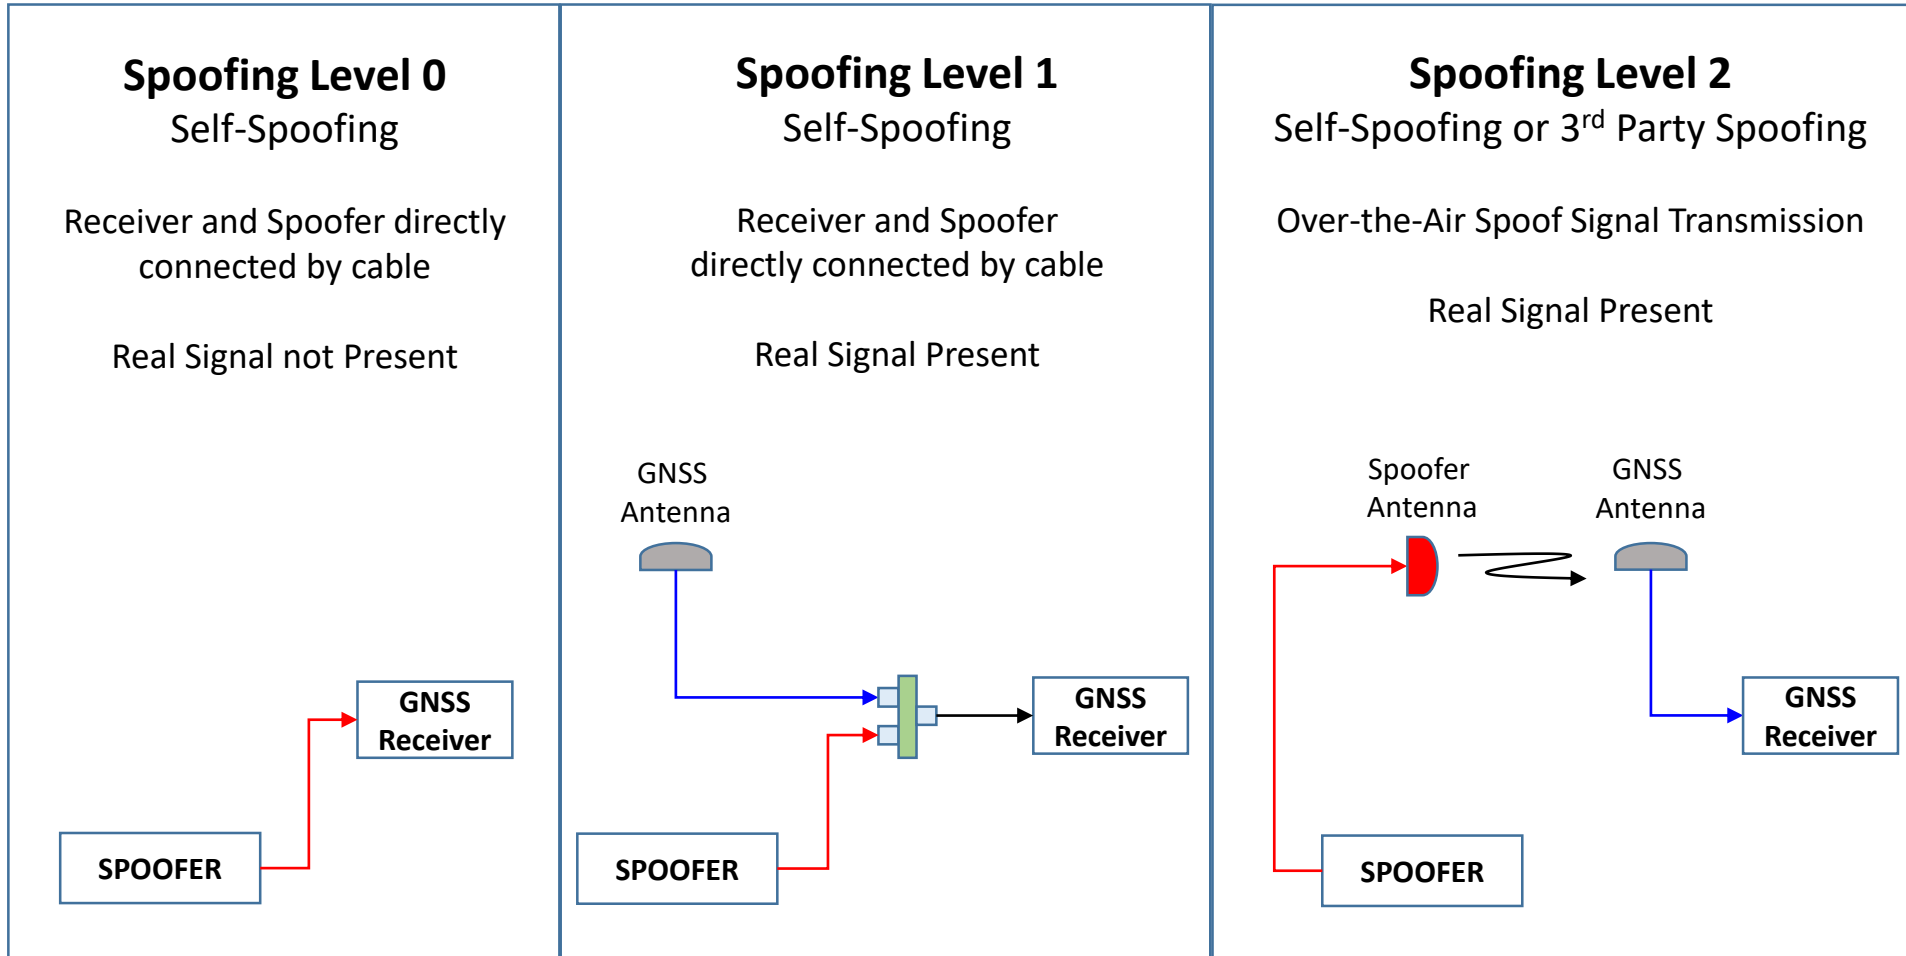 Spoofing Level 0
Self-Spoofing
Receiver and Spoofer directly
connected by cable
Real Signal not Present
GNSS
Receiver
SPOOFER
Spoofing Level 1
Self-Spoofing
Receiver and Spoofer
directly connected by cable
Real Signal Present
GNSS
Antenna
GNSS
Receiver
SPOOFER
Spoofing Level 2
Self-Spoofing or 3rd Party Spoofing
Over-the-Air Spoof Signal Transmission
Real Signal Present
Spoofer
Antenna
GNSS
Antenna
GNSS
Receiver
SPOOFER